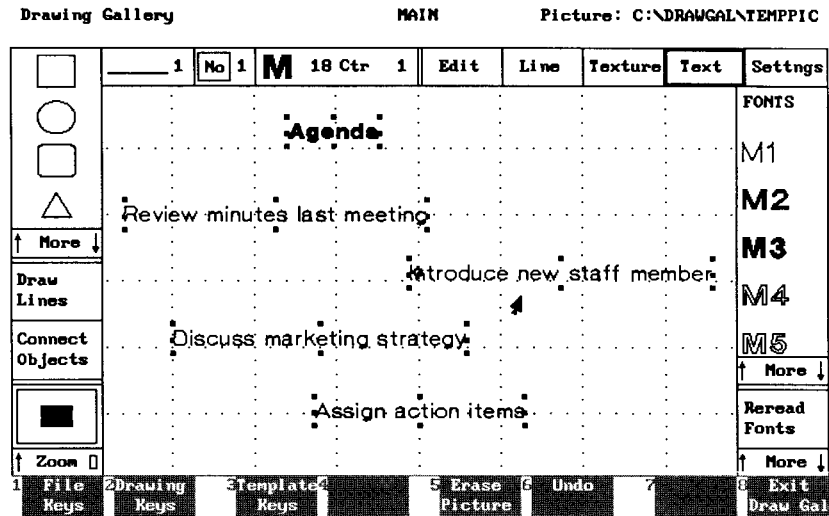 Drawing Gallery MAIN Picture: C:\DRAWGAL\TEMPPIC
1 No 1 M 18 Ctr 1 Edit Line Texture Text Settngs
FONTS
Agenda
M1
Review minutes last meeting
M2
↑ More ↓
M3
Introduce new staff member
Draw
Lines
M4
Discuss marketing strategy
Connect
Objects
M5
↑ More ↓
Assign action items
Reread
Fonts
↑ Zoom
↑ More ↓
1 File Keys
2 Drawing Keys
3 Template Keys
4
5 Erase Picture
6 Undo
7
8 Exit Draw Gal